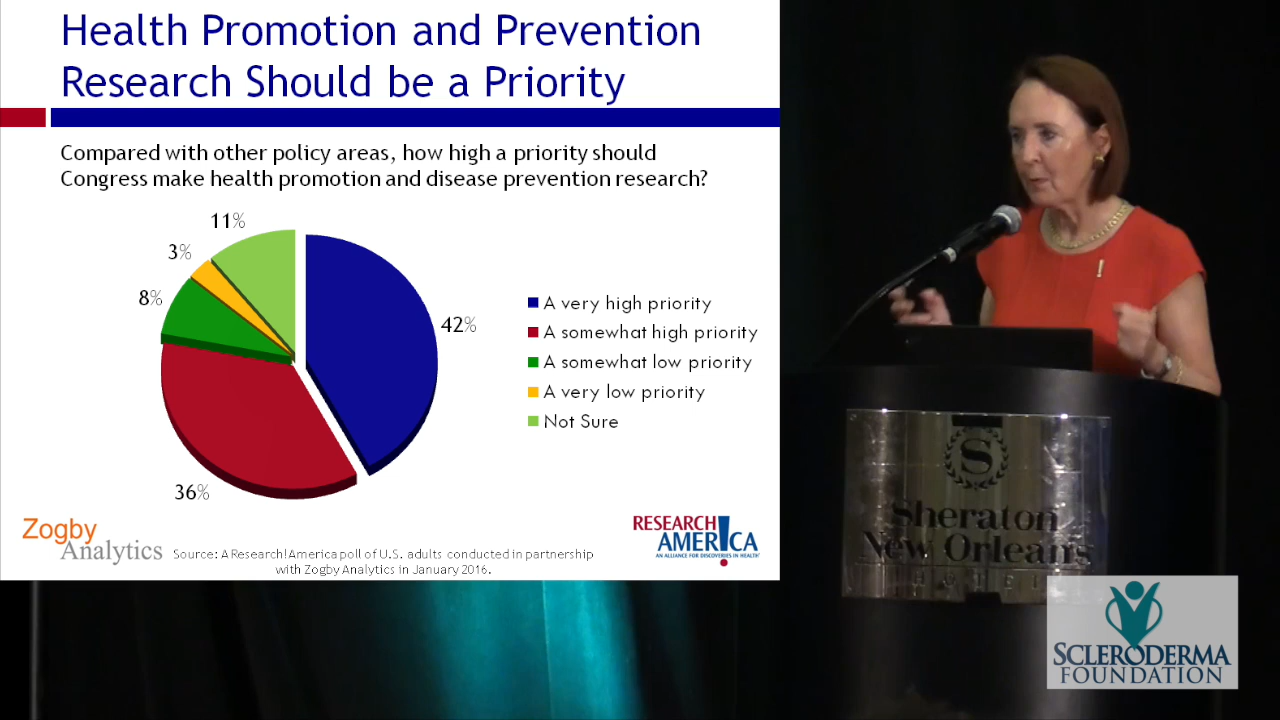 Health Promotion and Prevention
Research Should be a Priority
Compared with other policy areas, how high a priority should
Congress make health promotion and disease prevention research?
11%
3%
8%
42%
36%
A very high priority
A somewhat high priority
A somewhat low priority
A very low priority
Not Sure
Zogby
Analytics
Source: A Research!America poll of U.S. adults conducted in partnership
with Zogby Analytics in January 2016.
RESEARCH!
AMERICA
AN ALLIANCE FOR DISCOVERIES IN HEALTH
S
Sheraton
New Orleans
HOTEL
SCLERODERMA
FOUNDATION